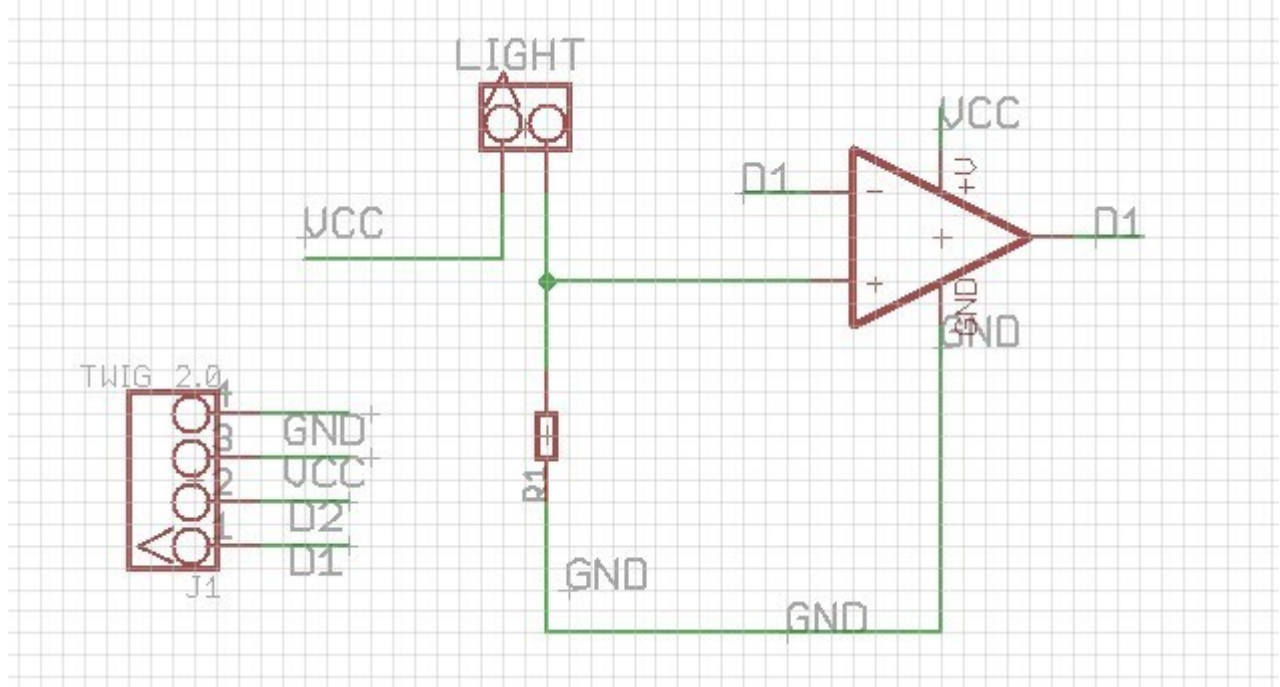 LIGHT
VCC
D1
+V
-
D1
VCC
+
GND
GND
TWIG 2.0
4
GND
3
VCC
2
D2
1
D1
J1
R1
GND
GND